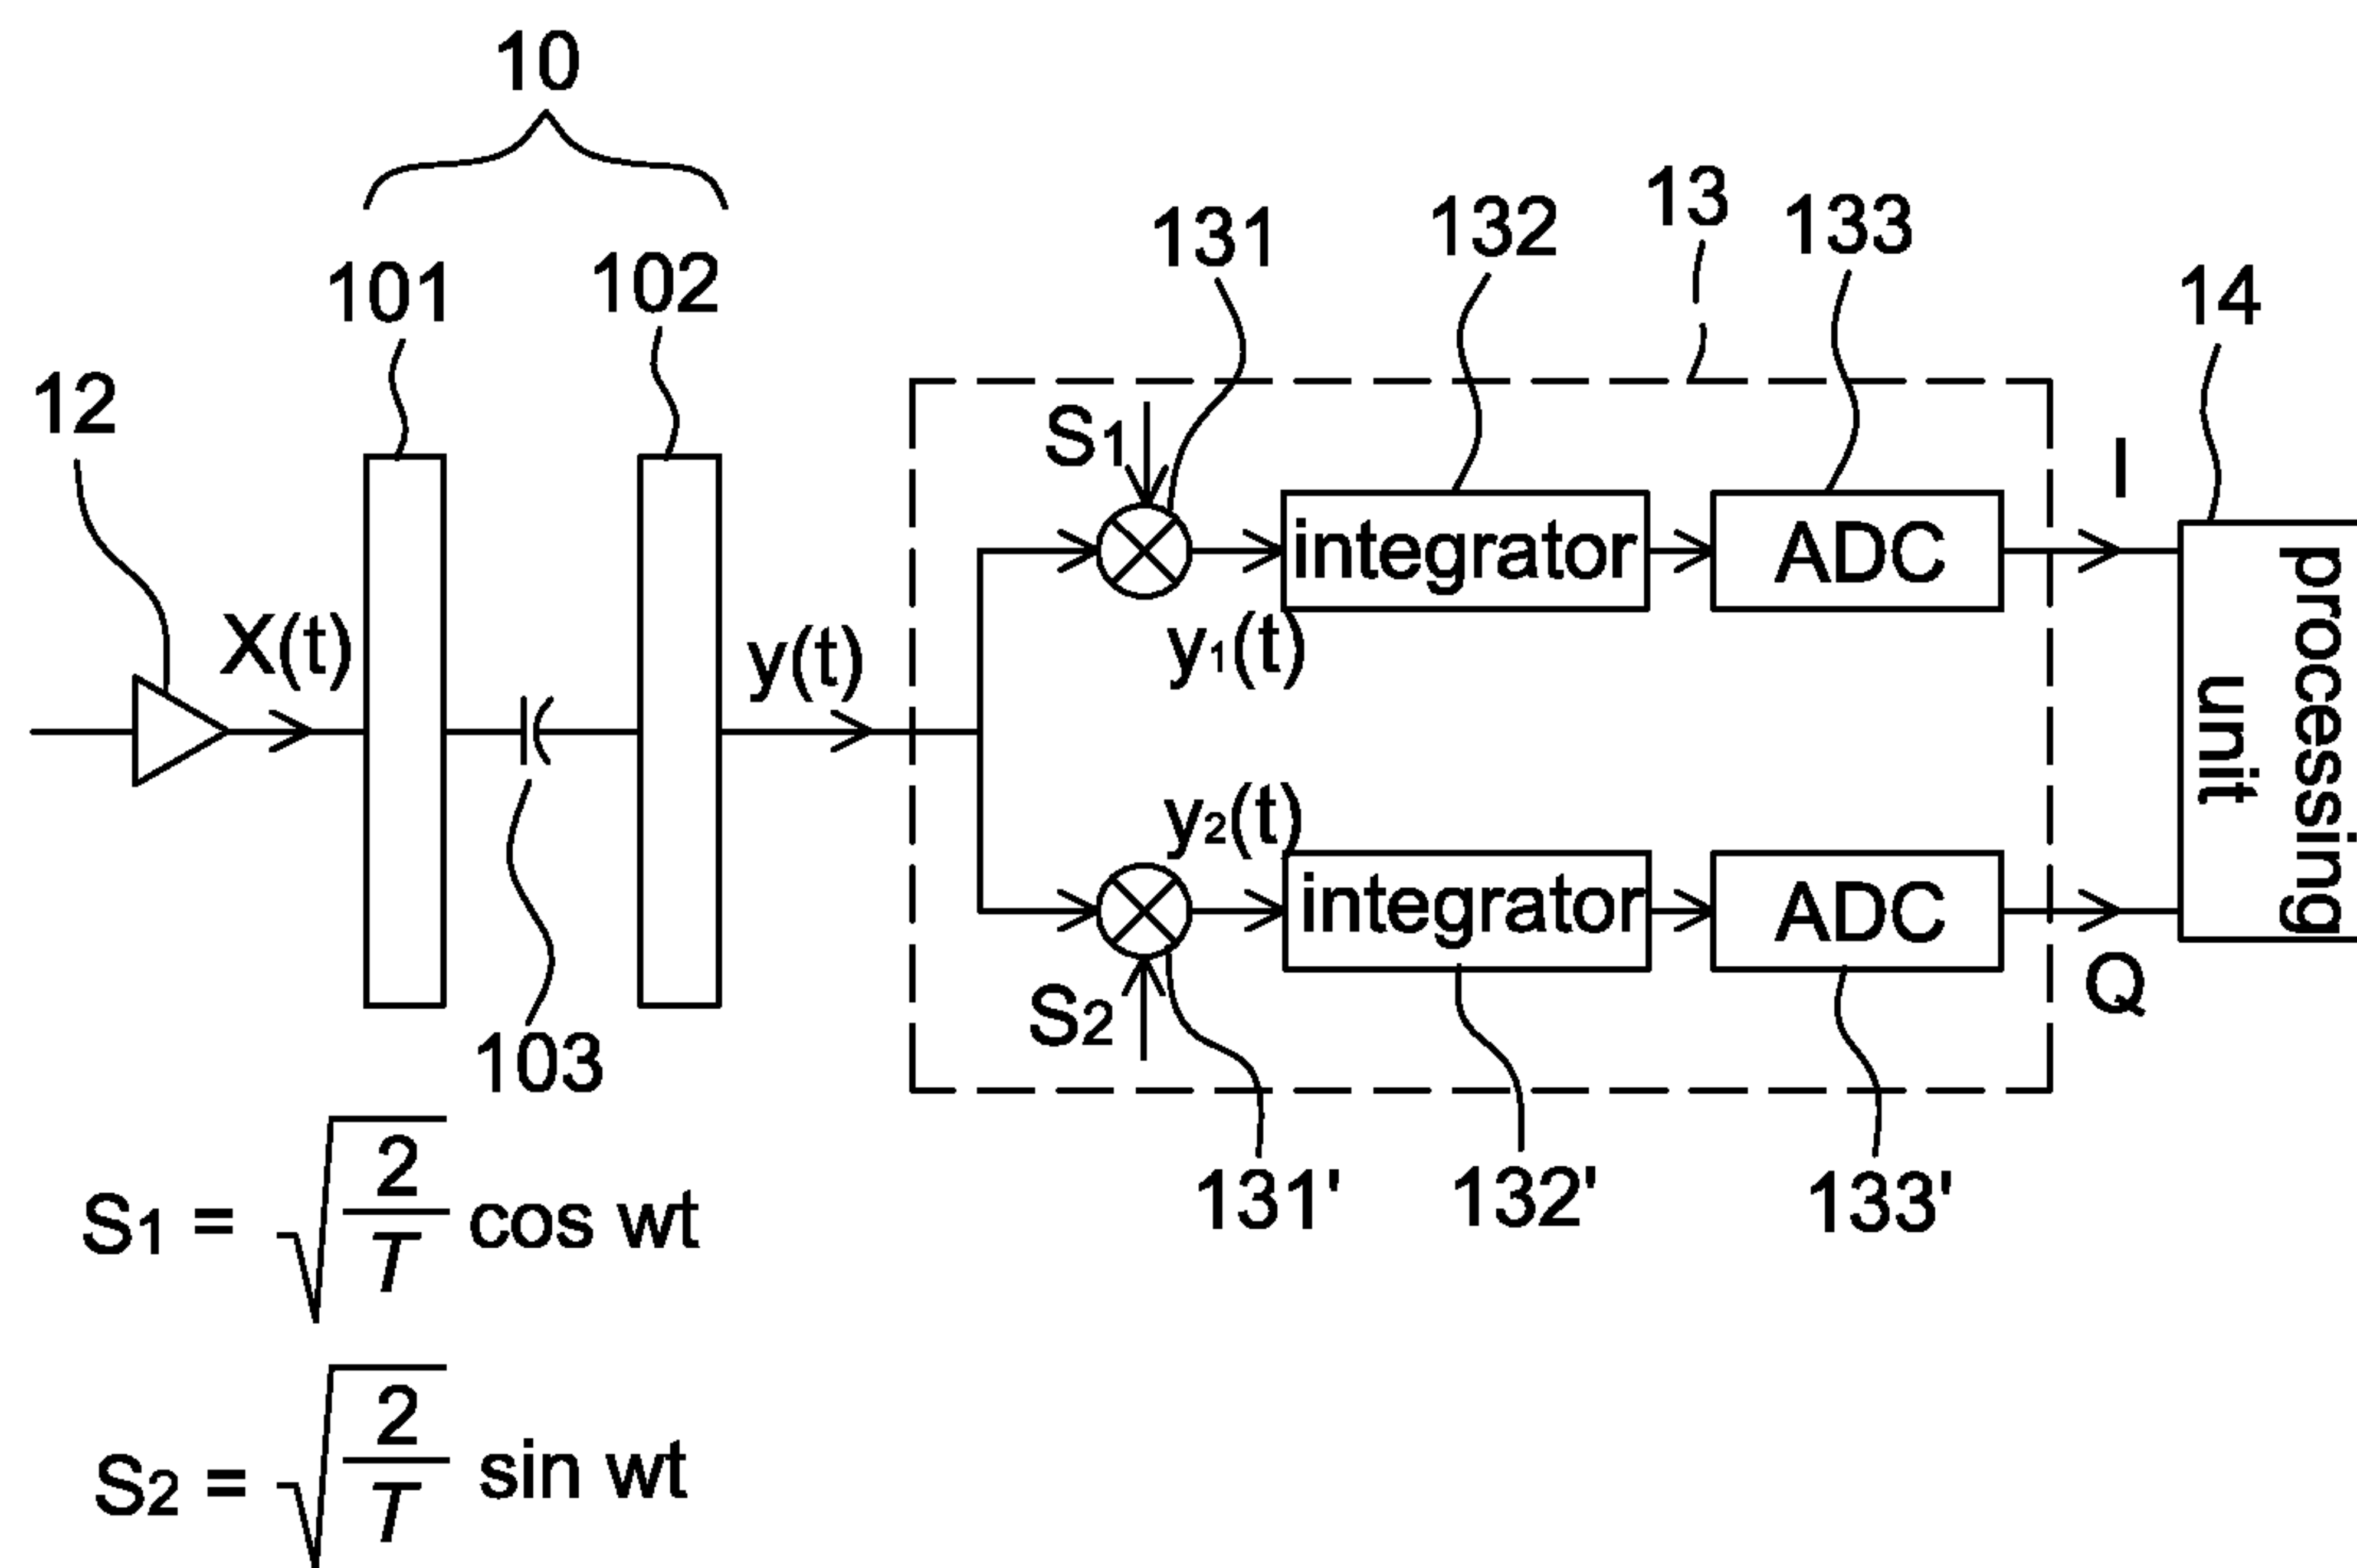 10
13
131
132
133
101
102
14
12
S1
I
integrator
ADC
X(t)
y(t)
y1(t)
processing
unit
y2(t)
integrator
ADC
S2
Q
103
131'
132'
133'
S1 = √2/T cos wt
S2 = √2/T sin wt